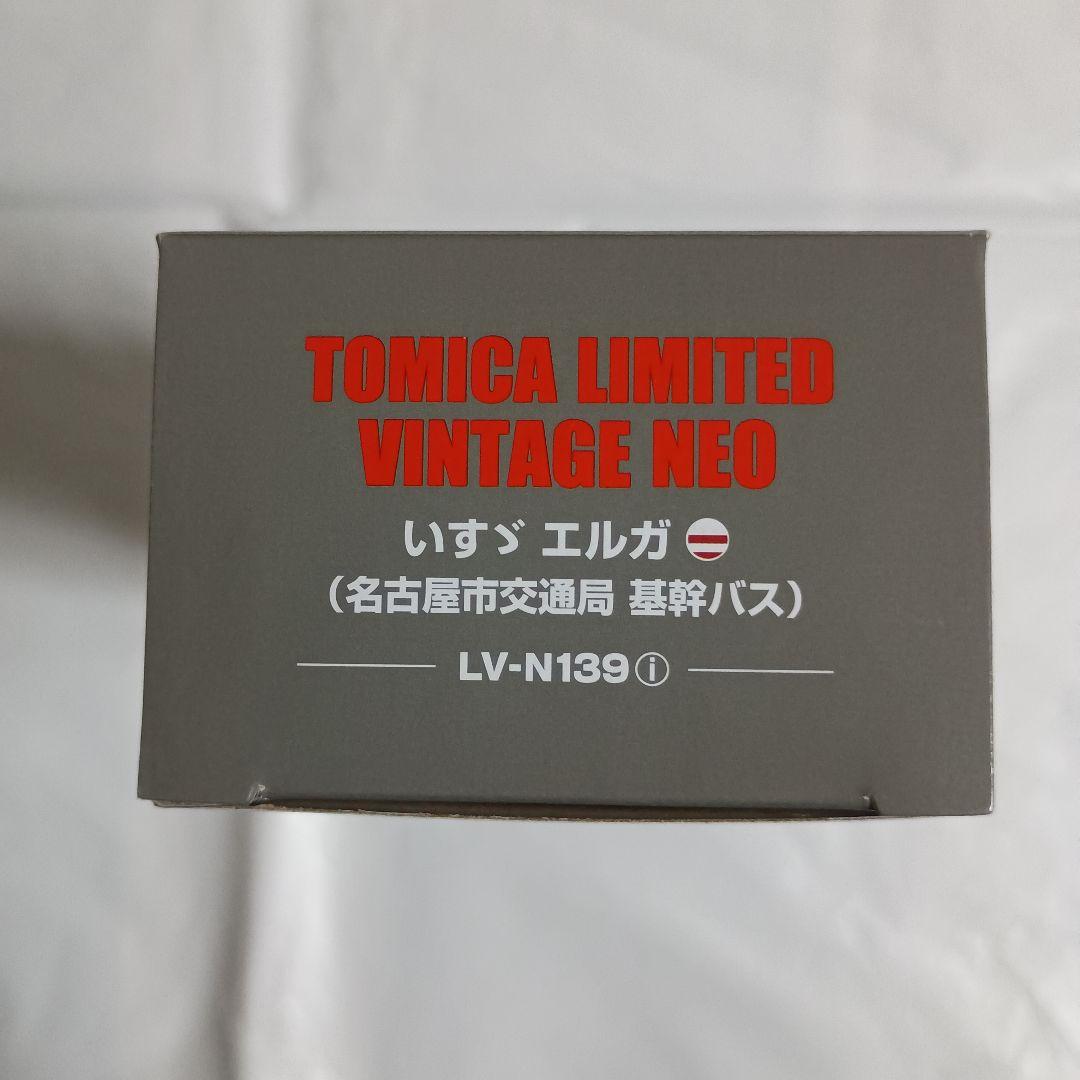 TOMICA LIMITED
VINTAGE NEO
いすゞ エルガ
（名古屋市交通局 基幹バス）
LV-N139ⓘ